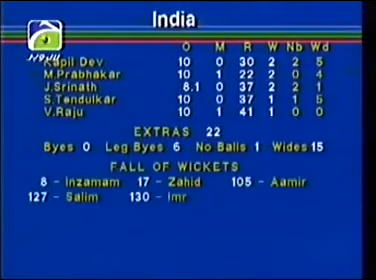 India
O M R W Nb Wd
Kapil Dev 10 0 30 2 2 5
M.Prabhakar 10 1 22 2 0 4
J.Srinath 8.1 0 37 2 2 1
S.Tendulkar 10 0 37 1 1 5
V.Raju 10 1 41 1 0 0
EXTRAS 22
Byes 0 Leg Byes 6 No Balls 1 Wides 15
FALL OF WICKETS
8 - Inzamam 17 - Zahid 105 - Aamir
127 - Salim 130 - Imr